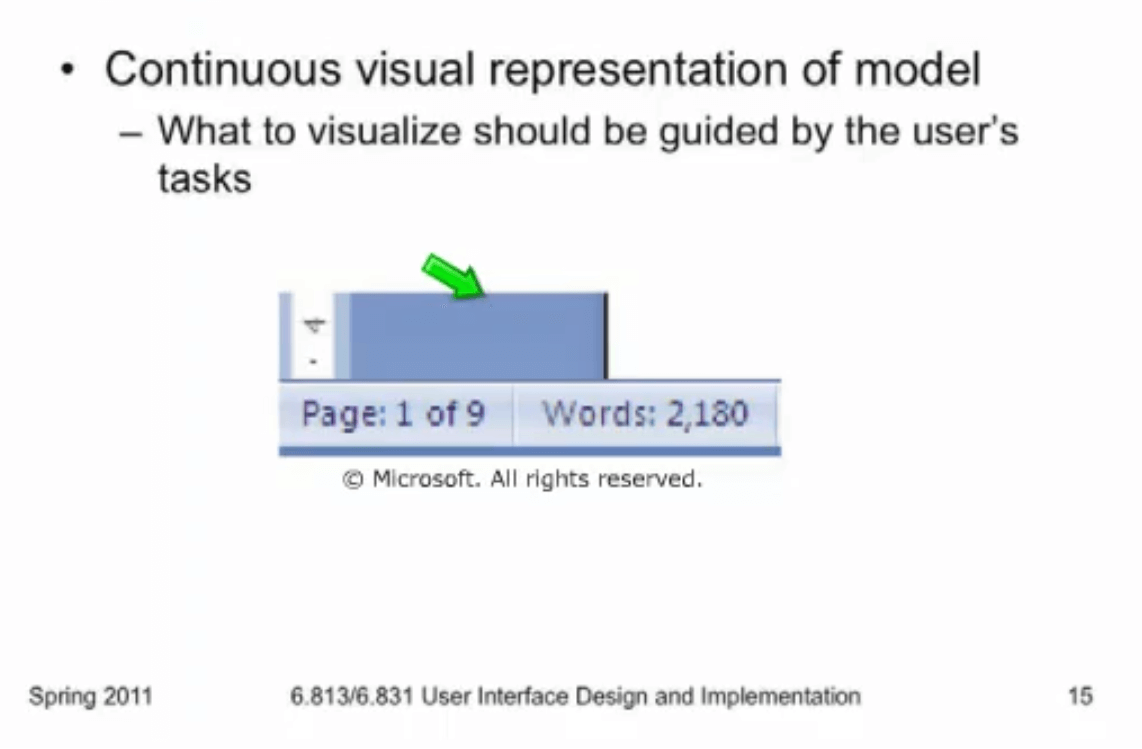 • Continuous visual representation of model
– What to visualize should be guided by the user's
tasks
4
Page: 1 of 9 Words: 2,180
© Microsoft. All rights reserved.
Spring 2011 6.813/6.831 User Interface Design and Implementation 15